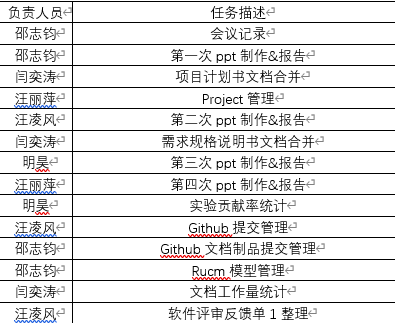 负责人员 任务描述
邵志钧 会议记录
邵志钧 第一次 ppt 制作&报告
闫奕涛 项目计划书文档合并
汪丽萍 Project 管理
汪凌风 第二次 ppt 制作&报告
闫奕涛 需求规格说明书文档合并
明昊 第三次 ppt 制作&报告
汪丽萍 第四次 ppt 制作&报告
明昊 实验贡献率统计
汪凌风 Github 提交管理
邵志钧 Github 文档制品提交管理
邵志钧 Rucm 模型管理
闫奕涛 文档工作量统计
汪凌风 软件评审反馈单 1 整理